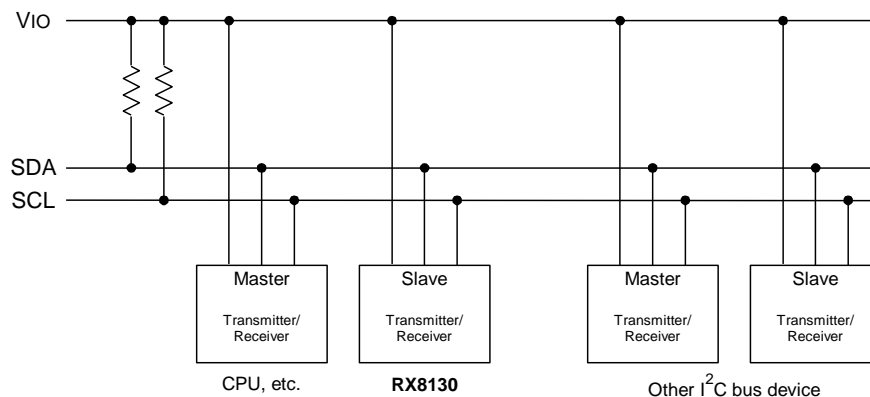 VIO
SDA
SCL
Master
Transmitter/
Receiver
Slave
Transmitter/
Receiver
Master
Transmitter/
Receiver
Slave
Transmitter/
Receiver
CPU, etc.
RX8130
Other I²C bus device